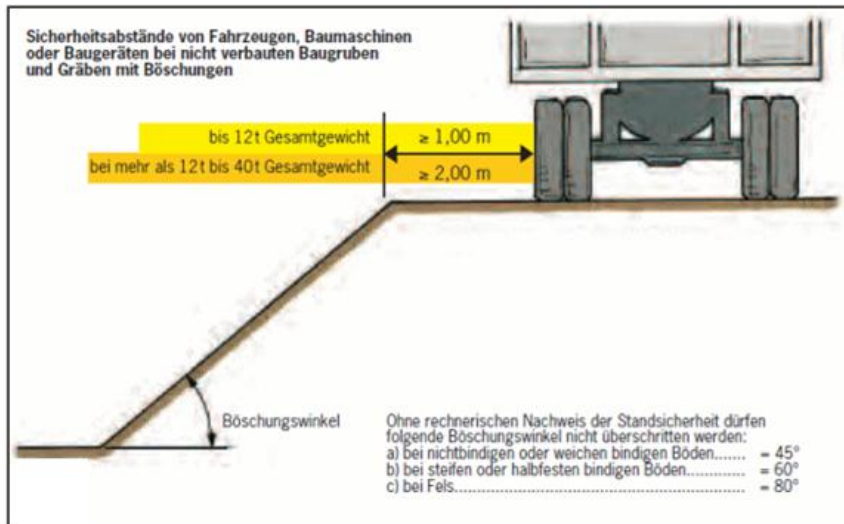 Sicherheitsabstände von Fahrzeugen, Baumaschinen
oder Baugeräten bei nicht verbauten Baugruben
und Gräben mit Böschungen
bis 12t Gesamtgewicht
≥ 1,00 m
bei mehr als 12t bis 40t Gesamtgewicht
≥ 2,00 m
Böschungswinkel
Ohne rechnerischen Nachweis der Standsicherheit dürfen
folgende Böschungswinkel nicht überschritten werden:
a) bei nichtbindigen oder weichen bindigen Böden....... = 45°
b) bei steifen oder halbfesten bindigen Böden............. = 60°
c) bei Fels................................................................ = 80°